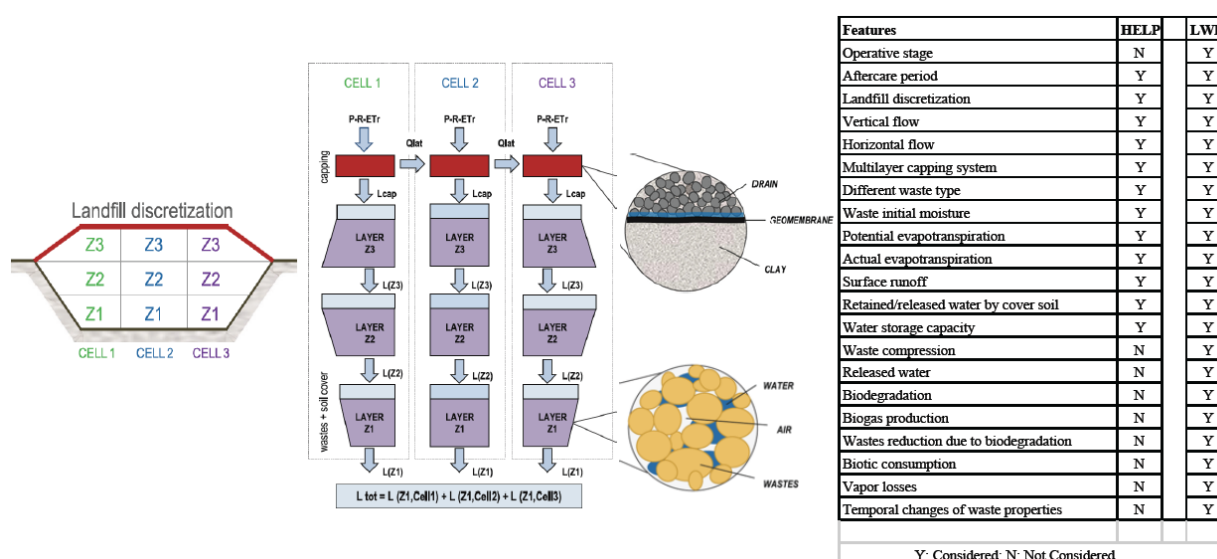 Landfill discretization
Z3 Z3 Z3
Z2 Z2 Z2
Z1 Z1 Z1
CELL 1 CELL 2 CELL 3
CELL 1 CELL 2 CELL 3
P-R-ETr P-R-ETr P-R-ETr
Qlat Qlat
capping
Lcap Lcap Lcap
LAYER Z3 LAYER Z3 LAYER Z3
L(Z3) L(Z3) L(Z3)
LAYER Z2 LAYER Z2 LAYER Z2
L(Z2) L(Z2) L(Z2)
wastes + soil cover
LAYER Z1 LAYER Z1 LAYER Z1
L(Z1) L(Z1) L(Z1)
L tot = L (Z1,Cell1) + L (Z1,Cell2) + L (Z1,Cell3)
DRAIN
GEOMEMBRANE
CLAY
WATER
AIR
WASTES
Features HELP
Operative stage N Y
Aftercare period Y Y
Landfill discretization Y Y
Vertical flow Y Y
Horizontal flow Y Y
Multilayer capping system Y Y
Different waste type Y Y
Waste initial moisture Y Y
Potential evapotranspiration Y Y
Actual evapotranspiration Y Y
Surface runoff Y Y
Retained/released water by cover soil Y Y
Water storage capacity Y Y
Waste compression N Y
Released water N Y
Biodegradation N Y
Biogas production N Y
Wastes reduction due to biodegradation N Y
Biotic consumption N Y
Vapor losses N Y
Temporal changes of waste properties N Y
Y: Considered; N: Not Considered